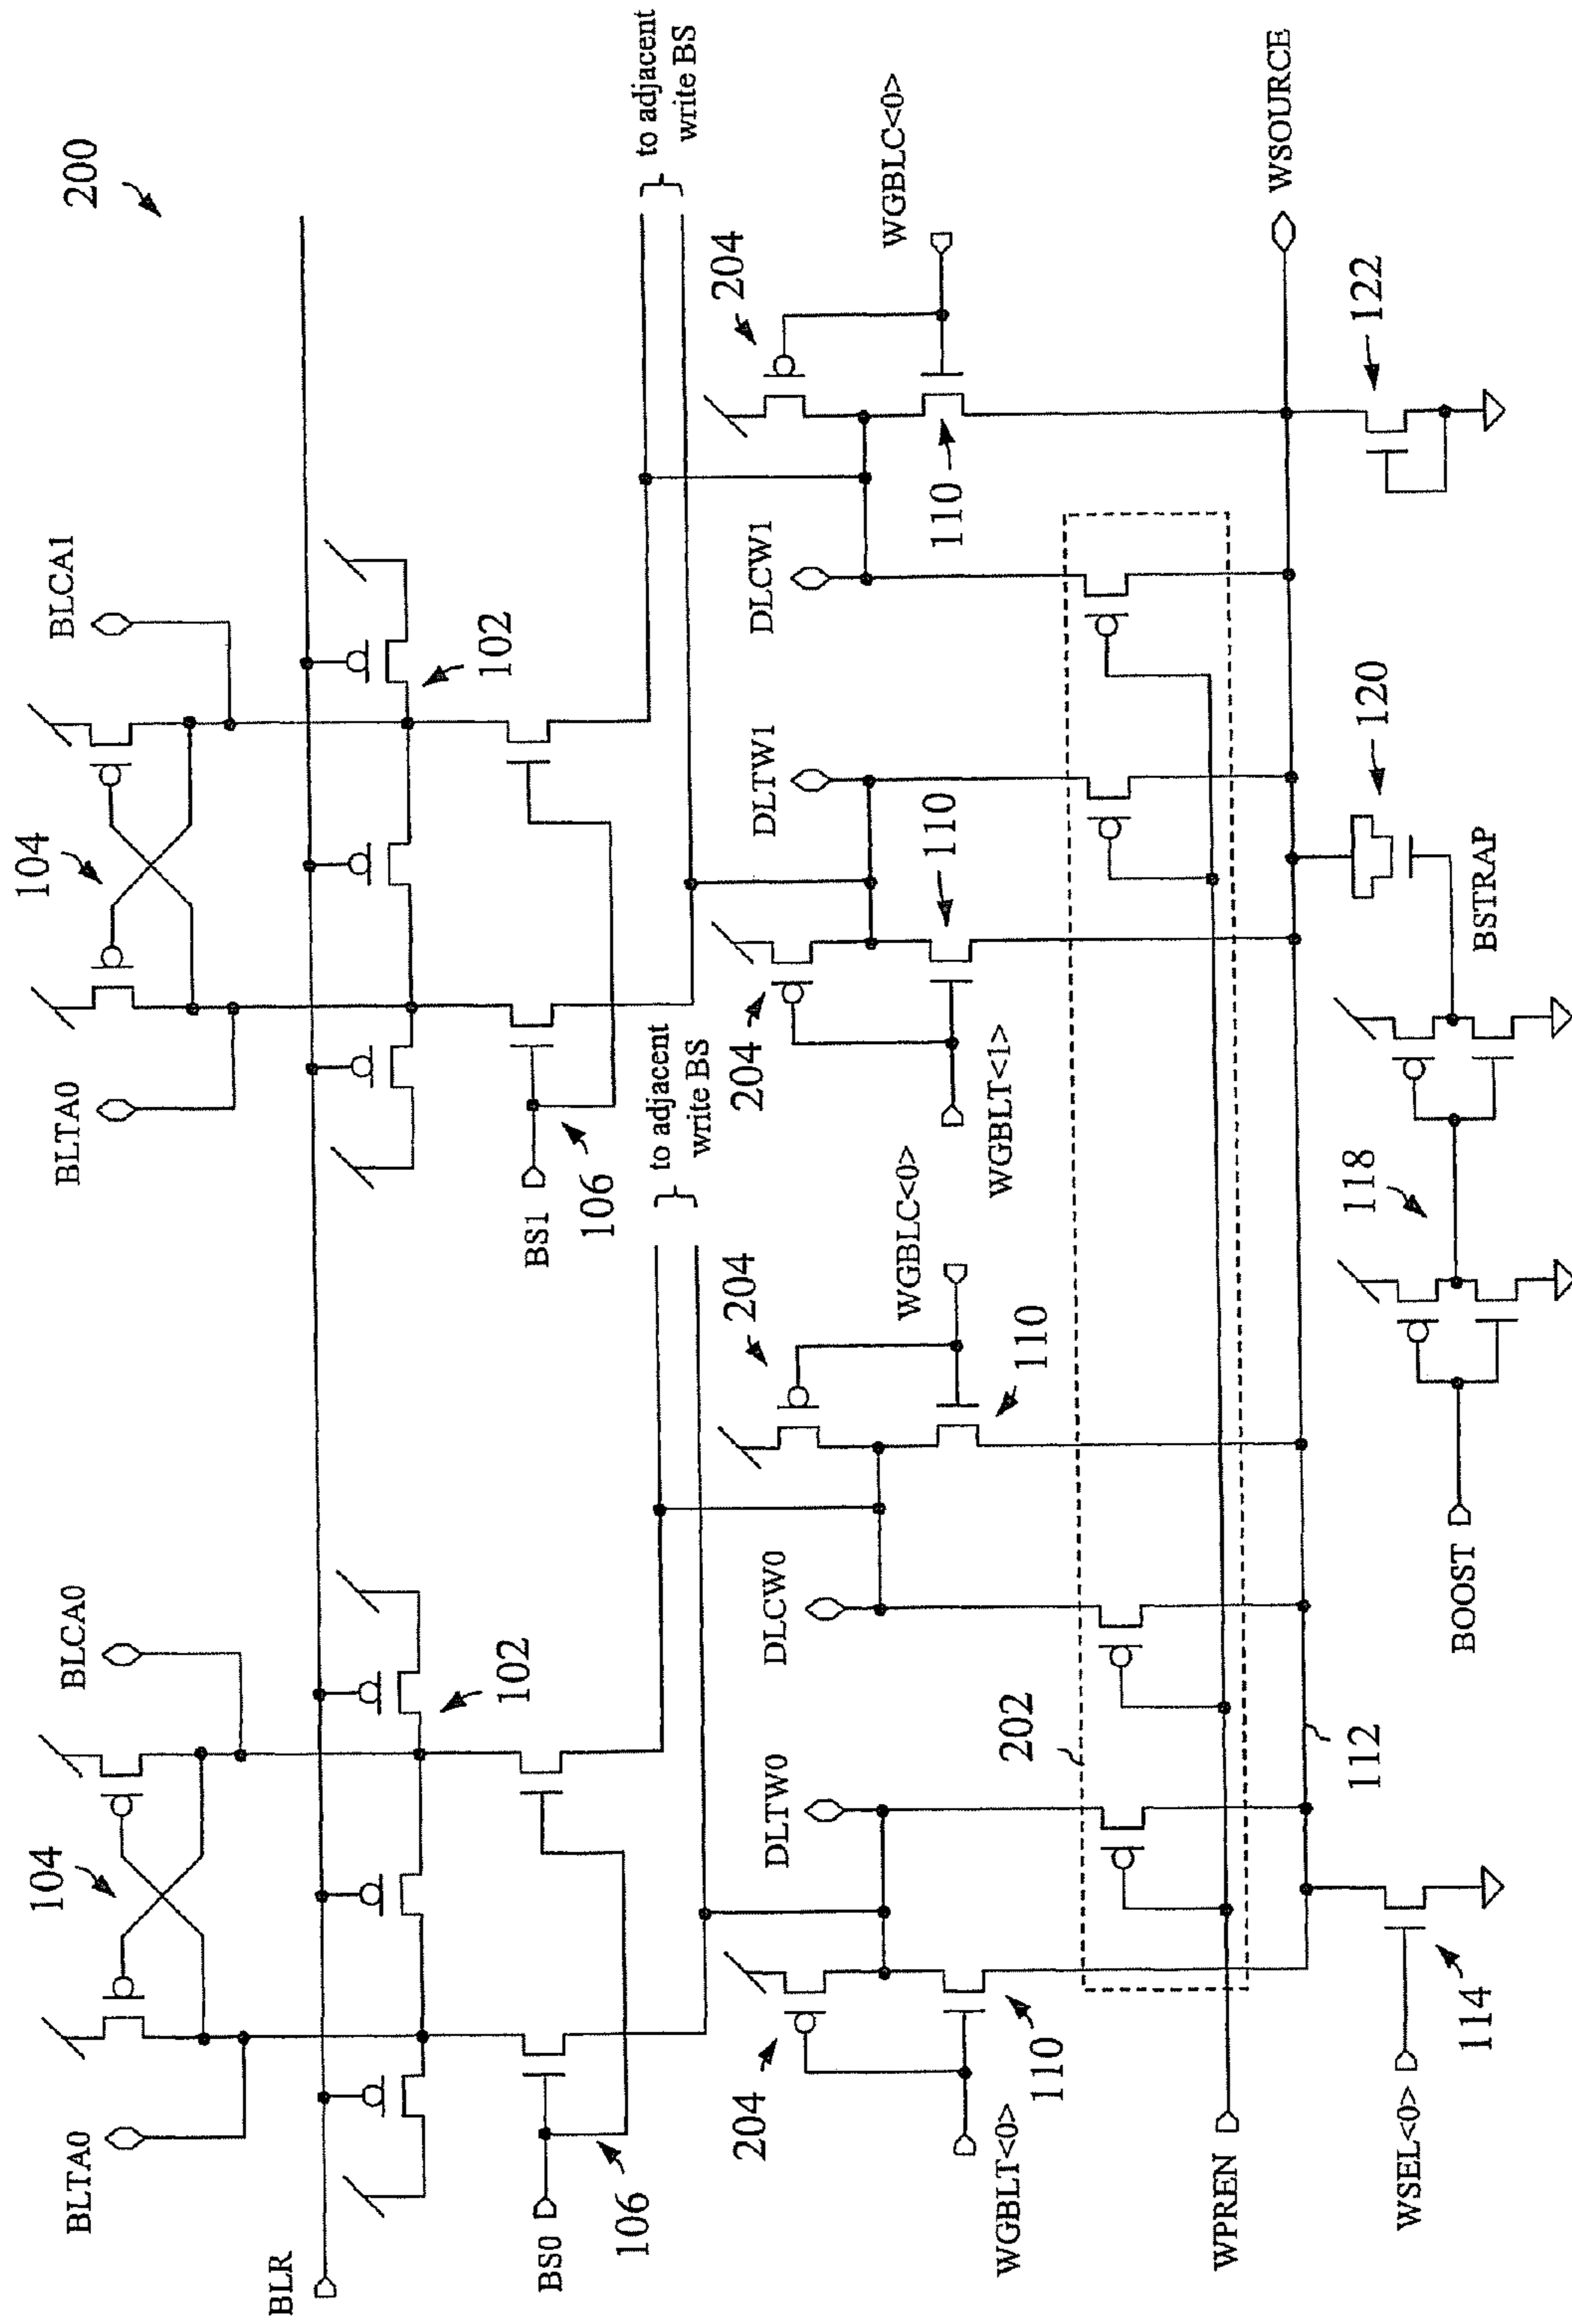 200
BLTA0
104
BLCA0
BLTA0
104
BLCA1
BLR
102
102
BS0
106
BS1
106
to adjacent
write BS
to adjacent
write BS
204
DLTW0
DLCW0
204
WGBLC<0>
204
DLTW1
DLCW1
204
WGBLC<0>
WGBLT<0>
110
110
WGBLT<1>
110
110
202
WPREN
112
WSOURCE
WSEL<0>
114
BOOST
118
BSTRAP
120
122